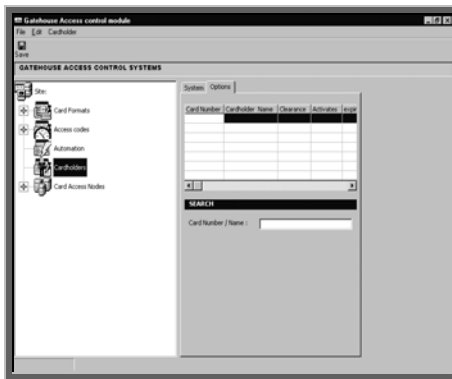 Gatehouse Access control module
File Edit Cardholder
Save
GATEHOUSE ACCESS CONTROL SYSTEMS
Site:
Card Formats
Access codes
Automation
Cardholders
Card Access Nodes
System Options
Card Number Cardholder Name Clearance Activates expir
SEARCH
Card Number / Name :